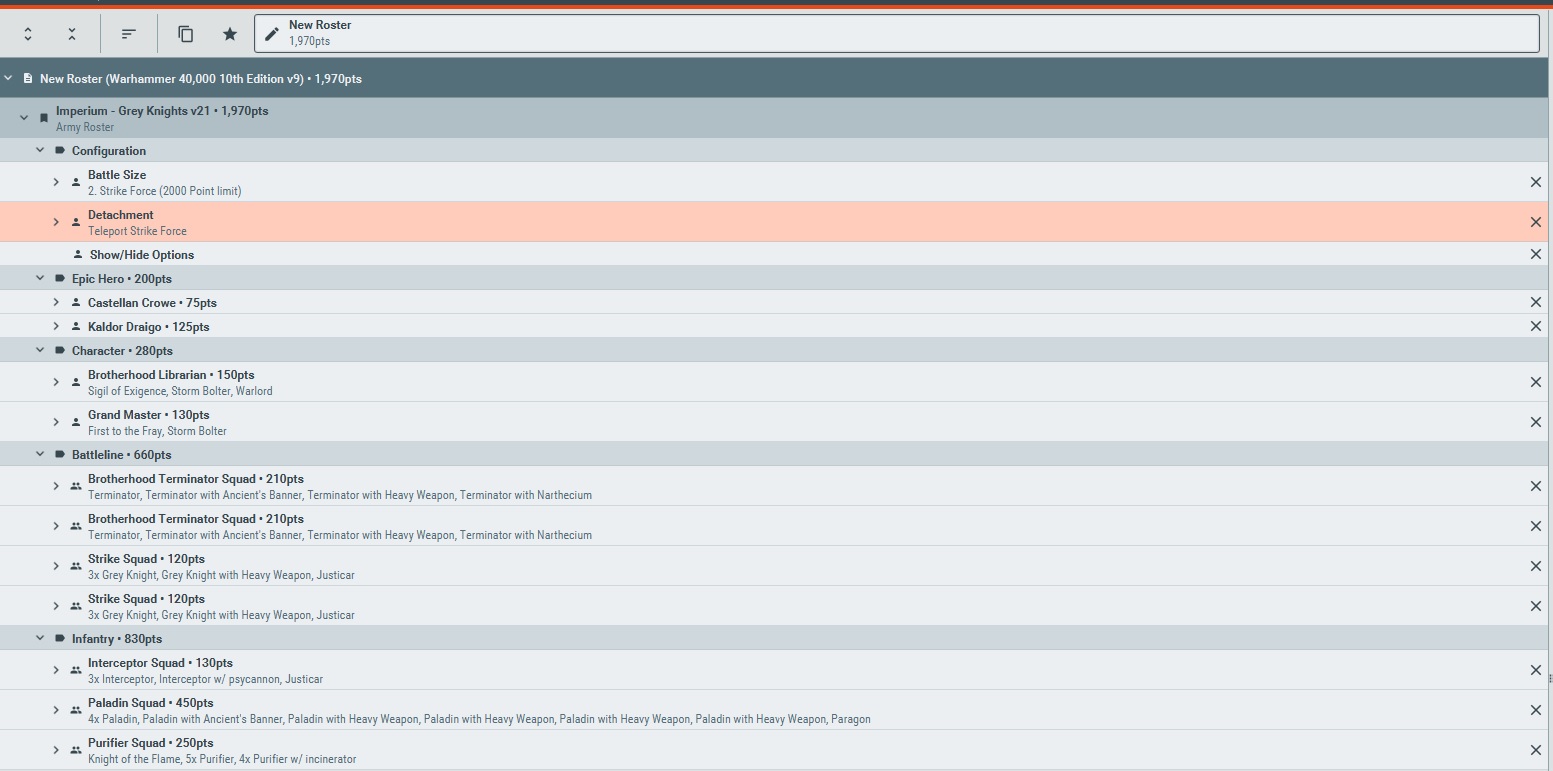 New Roster
1,970pts
New Roster (Warhammer 40,000 10th Edition v9) • 1,970pts
Imperium - Grey Knights v21 • 1,970pts
Army Roster
Configuration
Battle Size
2. Strike Force (2000 Point limit)
Detachment
Teleport Strike Force
Show/Hide Options
Epic Hero • 200pts
Castellan Crowe • 75pts
Kaldor Draigo • 125pts
Character • 280pts
Brotherhood Librarian • 150pts
Sigil of Exigence, Storm Bolter, Warlord
Grand Master • 130pts
First to the Fray, Storm Bolter
Battleline • 660pts
Brotherhood Terminator Squad • 210pts
Terminator, Terminator with Ancient's Banner, Terminator with Heavy Weapon, Terminator with Narthecium
Brotherhood Terminator Squad • 210pts
Terminator, Terminator with Ancient's Banner, Terminator with Heavy Weapon, Terminator with Narthecium
Strike Squad • 120pts
3x Grey Knight, Grey Knight with Heavy Weapon, Justicar
Strike Squad • 120pts
3x Grey Knight, Grey Knight with Heavy Weapon, Justicar
Infantry • 830pts
Interceptor Squad • 130pts
3x Interceptor, Interceptor w/ psycannon, Justicar
Paladin Squad • 450pts
4x Paladin, Paladin with Ancient's Banner, Paladin with Heavy Weapon, Paladin with Heavy Weapon, Paladin with Heavy Weapon, Paladin with Heavy Weapon, Paragon
Purifier Squad • 250pts
Knight of the Flame, 5x Purifier, 4x Purifier w/ incinerator